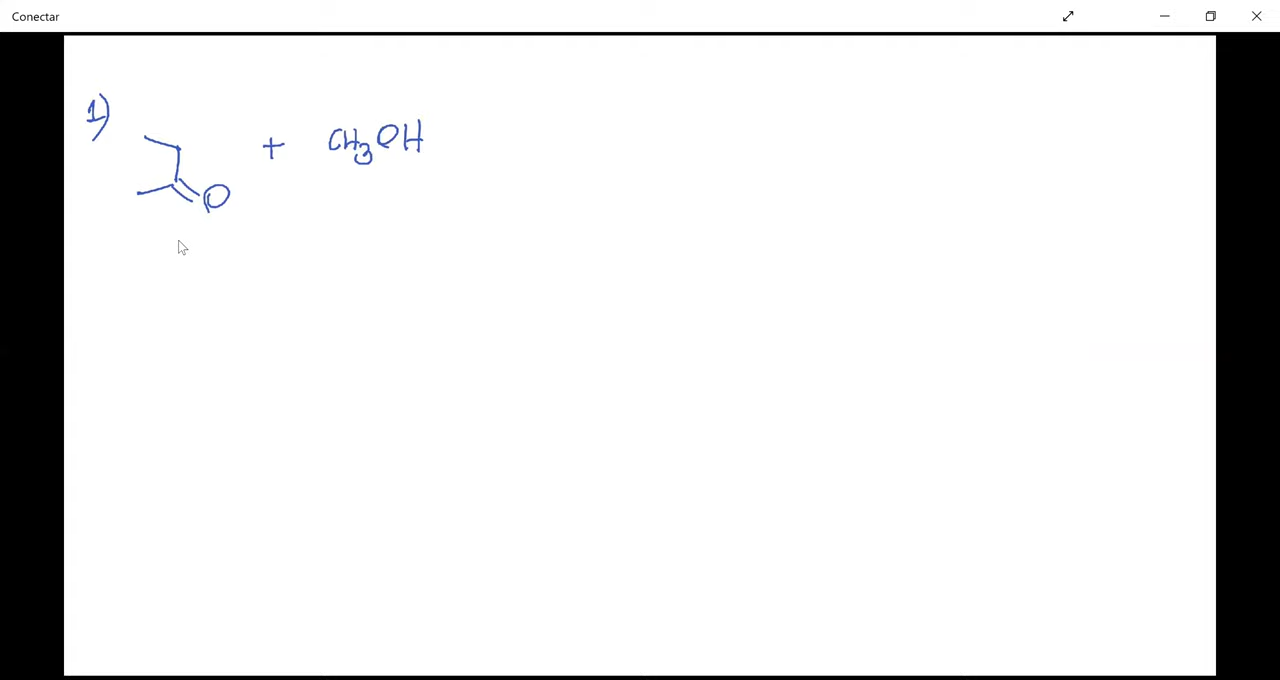 Conectar
1)
+ CH₃OH
O